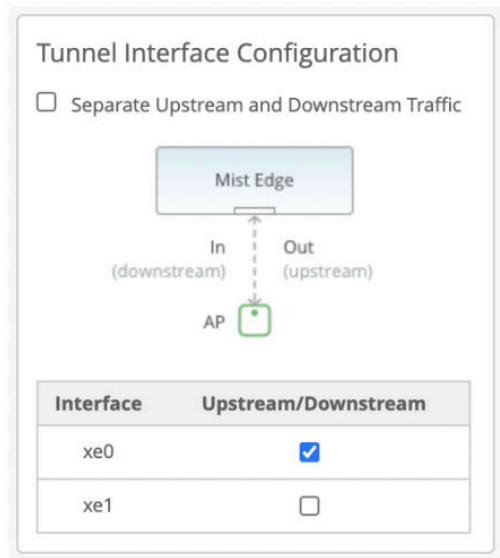 Tunnel Interface Configuration
Separate Upstream and Downstream Traffic
Mist Edge
In Out
(downstream) (upstream)
AP
Interface Upstream/Downstream
xe0
xe1